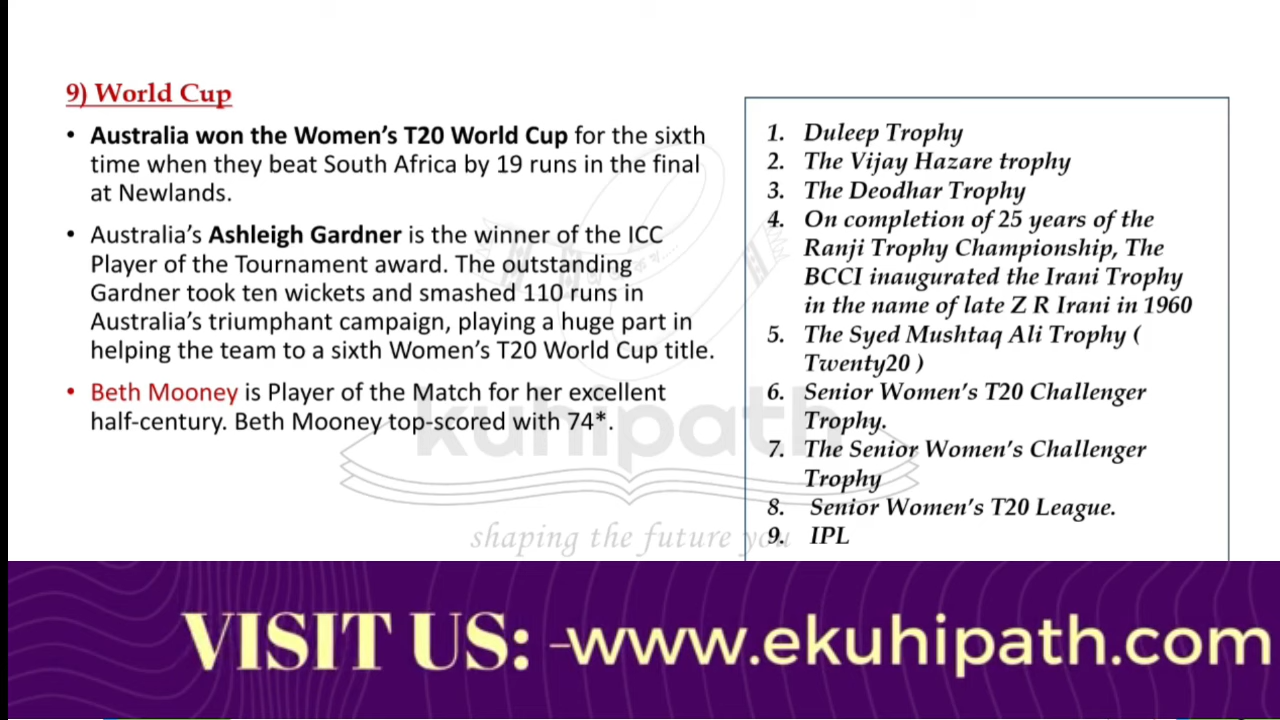 9) World Cup
• Australia won the Women's T20 World Cup for the sixth
time when they beat South Africa by 19 runs in the final
at Newlands.
• Australia's Ashleigh Gardner is the winner of the ICC
Player of the Tournament award. The outstanding
Gardner took ten wickets and smashed 110 runs in
Australia's triumphant campaign, playing a huge part in
helping the team to a sixth Women's T20 World Cup title.
• Beth Mooney is Player of the Match for her excellent
half-century. Beth Mooney top-scored with 74*.
1. Duleep Trophy
2. The Vijay Hazare trophy
3. The Deodhar Trophy
4. On completion of 25 years of the
Ranji Trophy Championship, The
BCCI inaugurated the Irani Trophy
in the name of late Z R Irani in 1960
5. The Syed Mushtaq Ali Trophy (
Twenty20 )
6. Senior Women's T20 Challenger
Trophy.
7. The Senior Women's Challenger
Trophy
8. Senior Women's T20 League.
9. IPL
kuhipath
shaping the future you
VISIT US: -www.ekuhipath.com